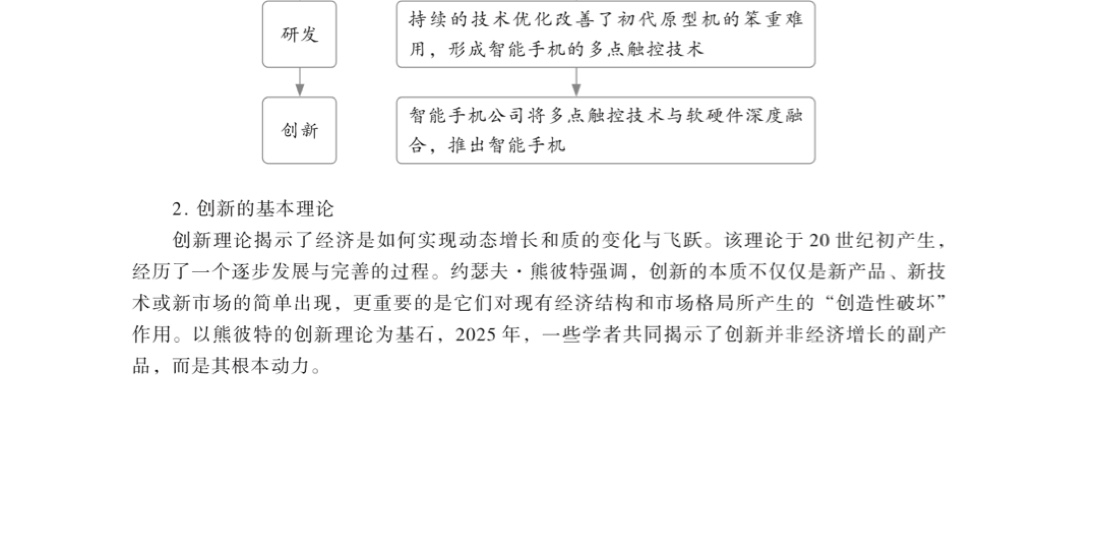 研发
持续的技术优化改善了初代原型机的笨重难
用，形成智能手机的多点触控技术
创新
智能手机公司将多点触控技术与软硬件深度融
合，推出智能手机
2. 创新的基本理论
创新理论揭示了经济是如何实现动态增长和质的变化与飞跃。该理论于 20 世纪初产生，
经历了一个逐步发展与完善的过程。约瑟夫·熊彼特强调，创新的本质不仅仅是新产品、新技
术或新市场的简单出现，更重要的是它们对现有经济结构和市场格局所产生的“创造性破坏”
作用。以熊彼特的创新理论为基石，2025 年，一些学者共同揭示了创新并非经济增长的副产
品，而是其根本动力。